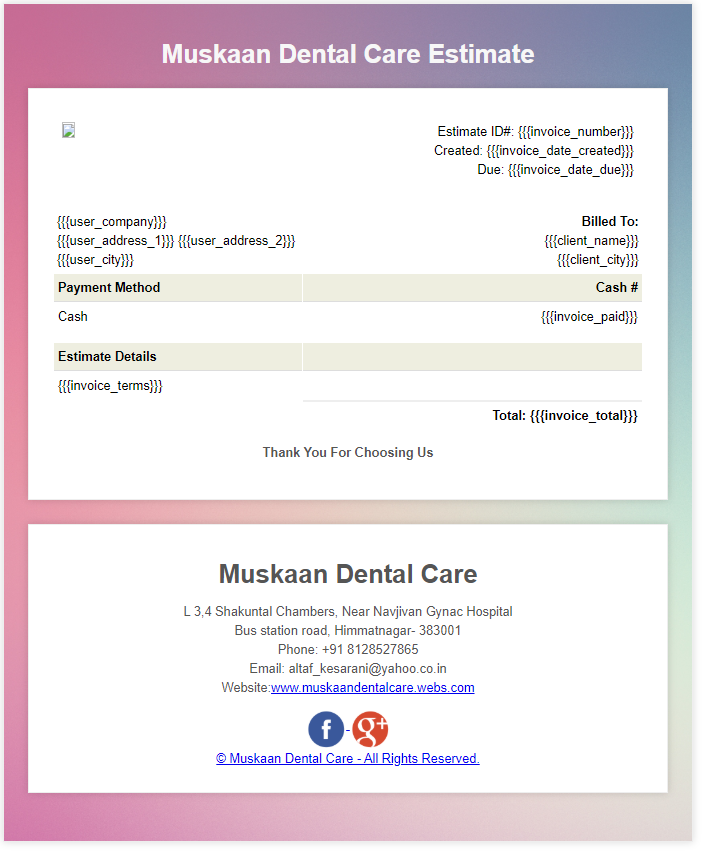 Muskaan Dental Care Estimate
Estimate ID#: {{{invoice_number}}}
Created: {{{invoice_date_created}}}
Due: {{{invoice_date_due}}}
{{{user_company}}} Billed To:
{{{user_address_1}}} {{{user_address_2}}} {{{client_name}}}
{{{user_city}}} {{{client_city}}}
Payment Method Cash #
Cash {{{invoice_paid}}}
Estimate Details
{{{invoice_terms}}}
Total: {{{invoice_total}}}
Thank You For Choosing Us
Muskaan Dental Care
L 3,4 Shakuntal Chambers, Near Navjivan Gynac Hospital
Bus station road, Himmatnagar- 383001
Phone: +91 8128527865
Email: altaf_kesarani@yahoo.co.in
Website:www.muskaandentalcare.webs.com
f g+
© Muskaan Dental Care - All Rights Reserved.